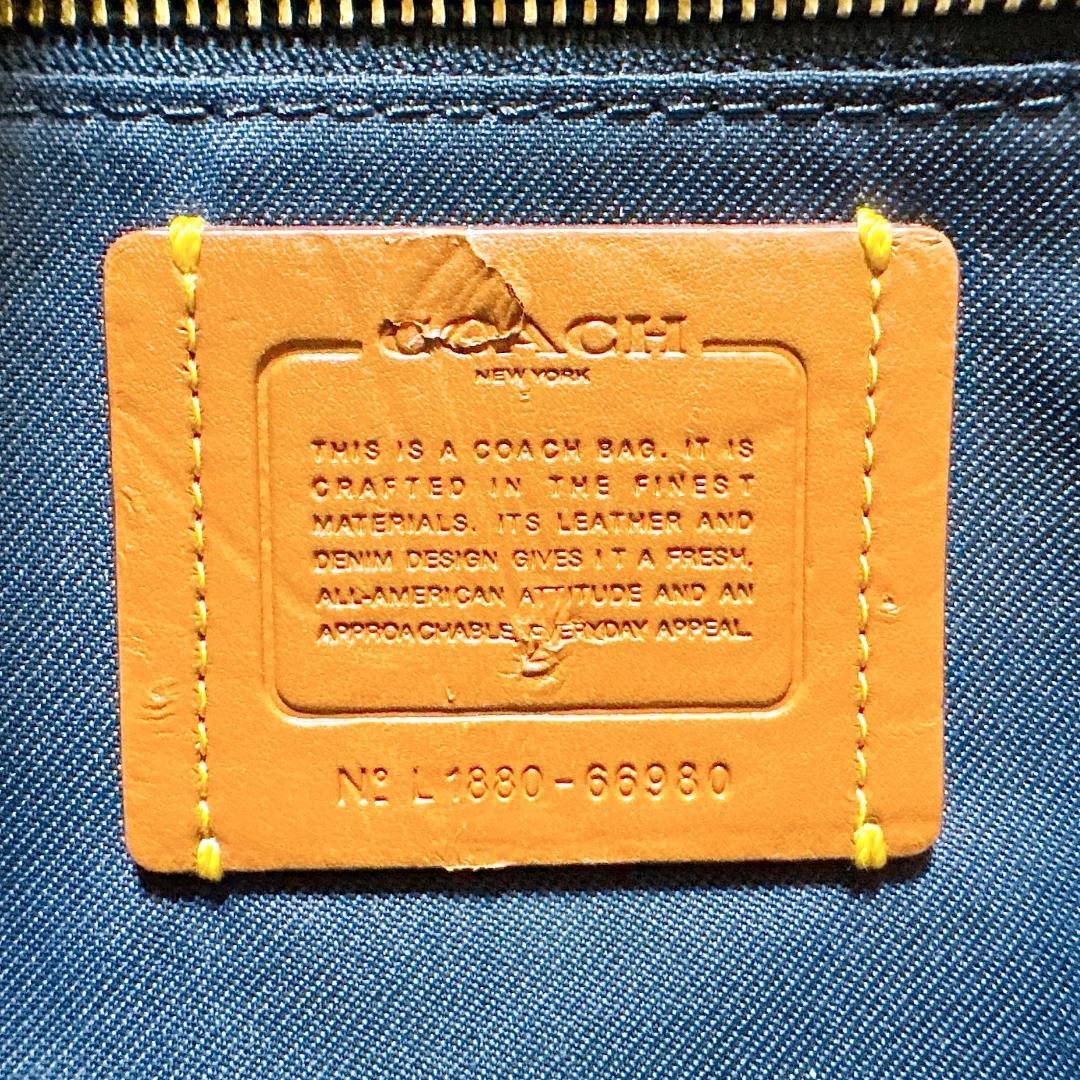 COACH
NEW YORK
THIS IS A COACH BAG. IT IS
CRAFTED IN THE FINEST
MATERIALS. ITS LEATHER AND
DENIM DESIGN GIVES IT A FRESH,
ALL-AMERICAN ATTITUDE AND AN
APPROACHABLE, EVERYDAY APPEAL.
Nº L1880-66980